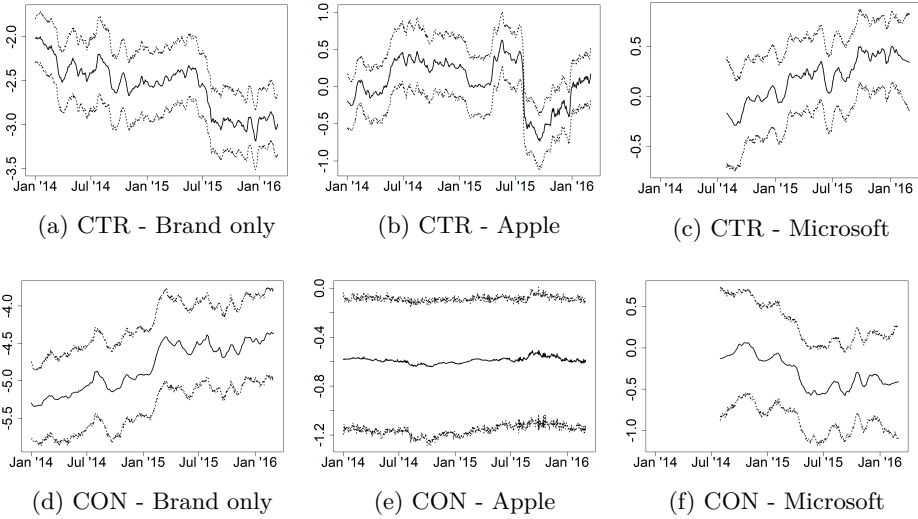 -2.0
-2.5
-3.0
-3.5
Jan '14 Jul '14 Jan '15 Jul '15 Jan '16
(a) CTR - Brand only
1.0
0.5
0.0
-0.5
-1.0
Jan '14 Jul '14 Jan '15 Jul '15 Jan '16
(b) CTR - Apple
0.5
0.0
-0.5
Jan '14 Jul '14 Jan '15 Jul '15 Jan '16
(c) CTR - Microsoft
-4.0
-4.5
-5.0
-5.5
Jan '14 Jul '14 Jan '15 Jul '15 Jan '16
(d) CON - Brand only
0.0
-0.4
-0.8
-1.2
Jan '14 Jul '14 Jan '15 Jul '15 Jan '16
(e) CON - Apple
0.5
0.0
-0.5
-1.0
Jan '14 Jul '14 Jan '15 Jul '15 Jan '16
(f) CON - Microsoft